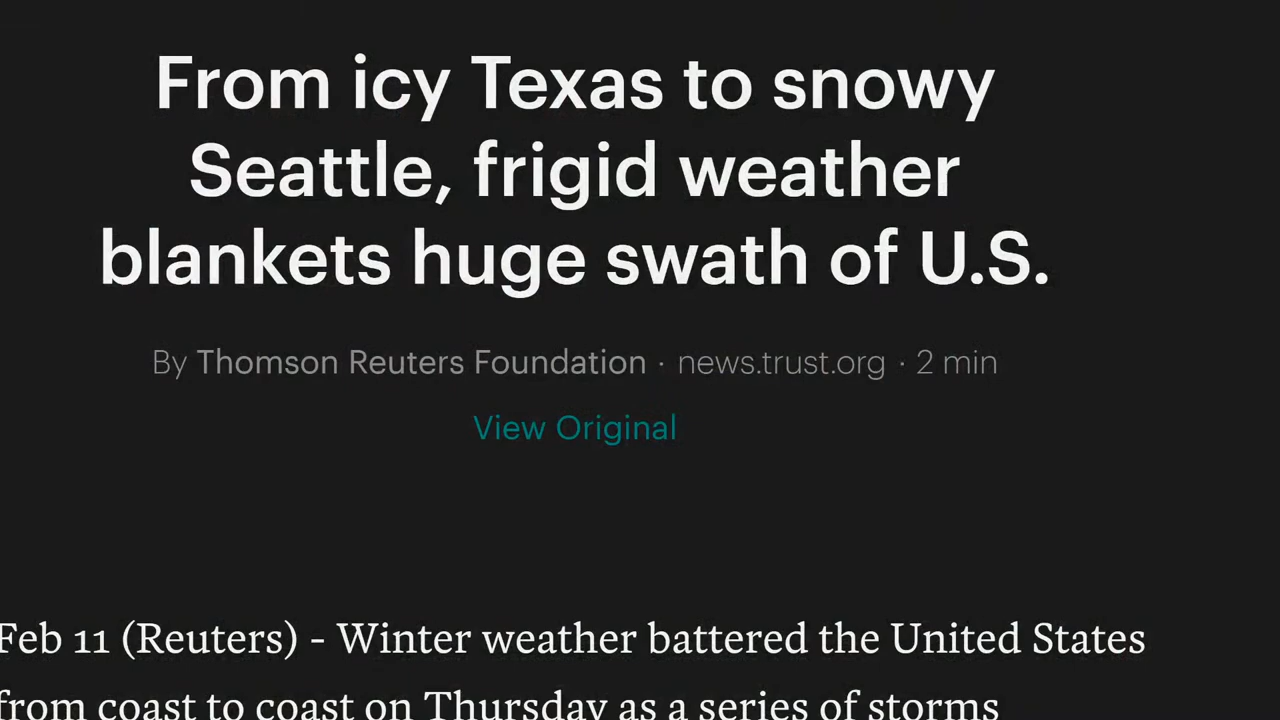 From icy Texas to snowy
Seattle, frigid weather
blankets huge swath of U.S.
By Thomson Reuters Foundation · news.trust.org · 2 min
View Original
Feb 11 (Reuters) - Winter weather battered the United States
from coast to coast on Thursday as a series of storms